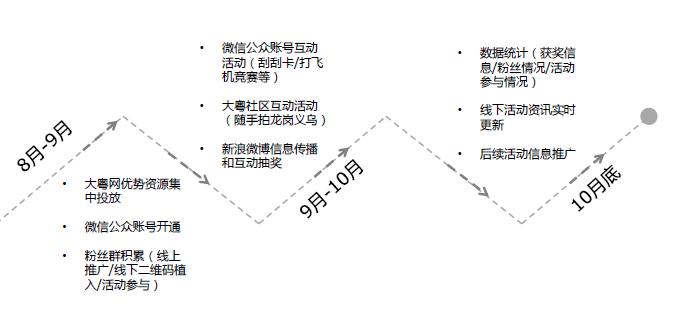 8月-9月
• 大粤网优势资源集
中投放
• 微信公众账号开通
• 粉丝群积累（线上
推广/线下二维码植
入/活动参与）
• 微信公众账号互动
活动（刮刮卡/打飞
机竞赛等）
• 大粤社区互动活动
（随手拍龙岗义乌）
• 新浪微博信息传播
和互动抽奖
9月-10月
• 数据统计（获奖信
息/粉丝情况/活动
参与情况）
• 线下活动资讯实时
更新
• 后续活动信息推广
10月底